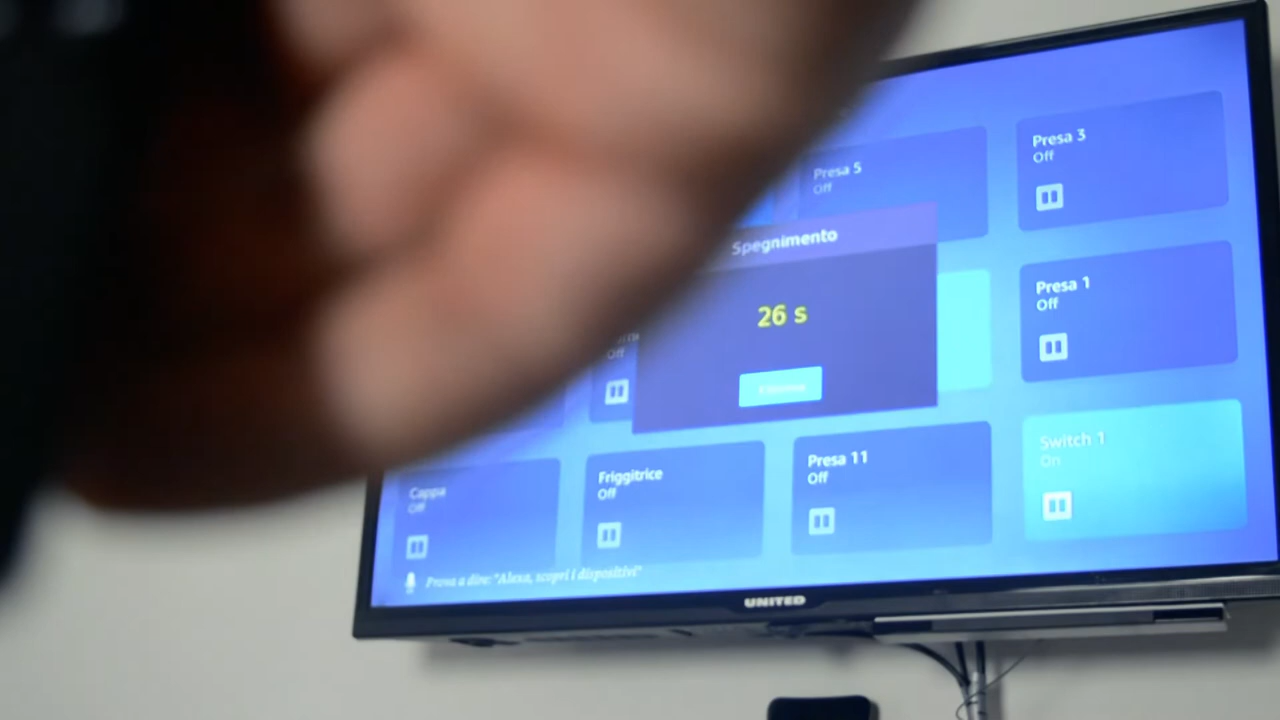 Presa 5
Off
Presa 3
Off
Spegnimento
26 s
Presa 1
Off
Off
Cappa
Off
Friggitrice
Off
Presa 11
Off
Switch 1
On
Prova a dire: "Alexa, scopri i dispositivi"
UNITED